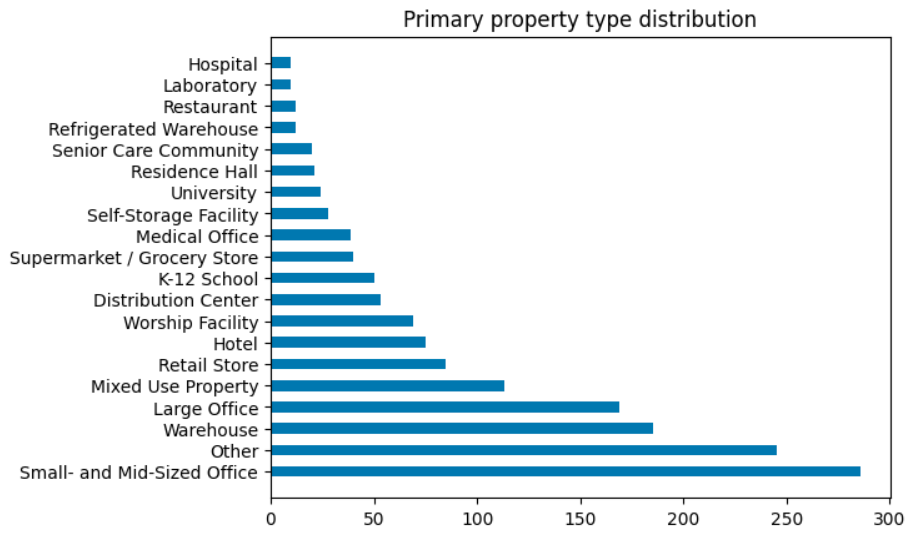 Primary property type distribution
Hospital
Laboratory
Restaurant
Refrigerated Warehouse
Senior Care Community
Residence Hall
University
Self-Storage Facility
Medical Office
Supermarket / Grocery Store
K-12 School
Distribution Center
Worship Facility
Hotel
Retail Store
Mixed Use Property
Large Office
Warehouse
Other
Small- and Mid-Sized Office
0 50 100 150 200 250 300